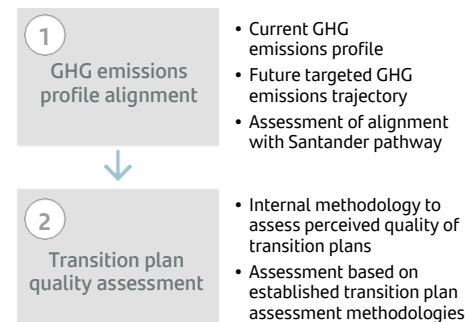 1
GHG emissions
profile alignment
• Current GHG
emissions profile
• Future targeted GHG
emissions trajectory
• Assessment of alignment
with Santander pathway
2
Transition plan
quality assessment
• Internal methodology to
assess perceived quality of
transition plans
• Assessment based on
established transition plan
assessment methodologies